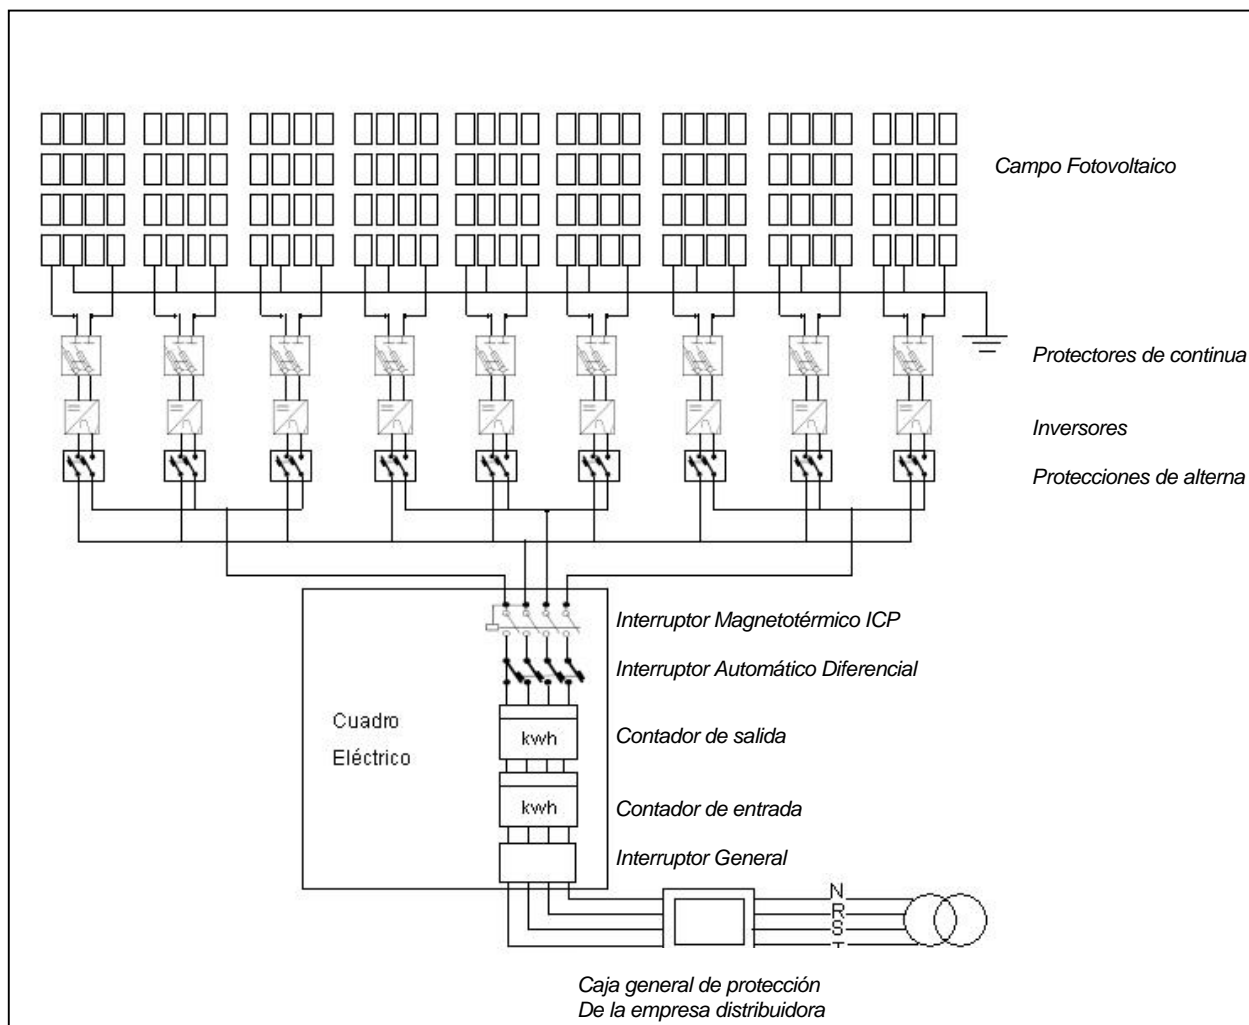 Campo Fotovoltaico
Protectores de continua
Inversores
Protecciones de alterna
Interruptor Magnetotérmico ICP
Interruptor Automático Diferencial
Cuadro
Eléctrico
kwh
Contador de salida
kwh
Contador de entrada
Interruptor General
N
R
S
T
Caja general de protección
De la empresa distribuidora